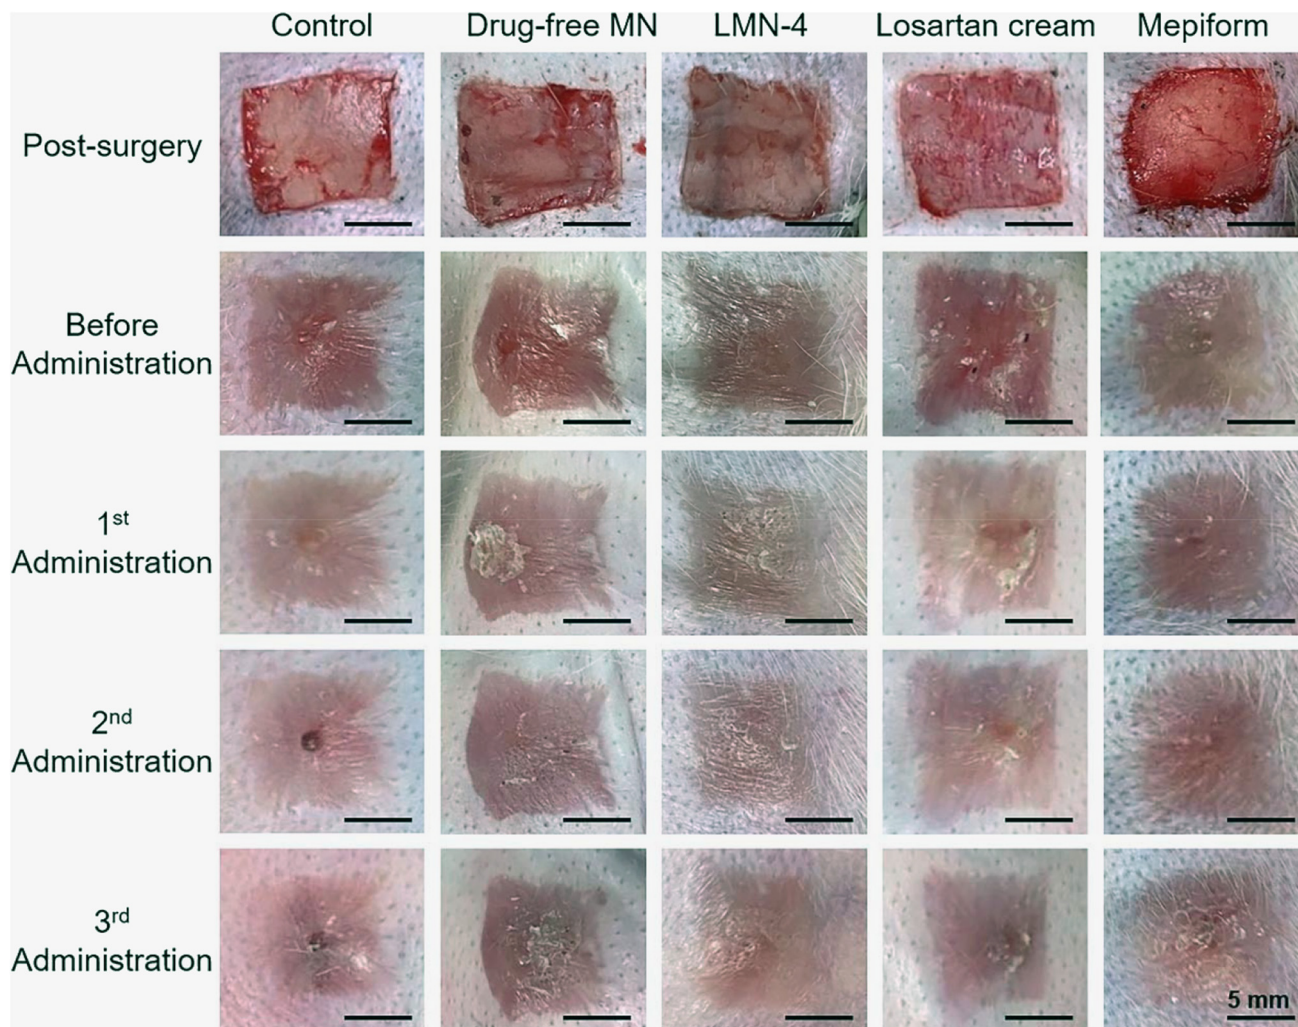 Control Drug-free MN LMN-4 Losartan cream Mepiform
Post-surgery
Before
Administration
1st
Administration
2nd
Administration
3rd
Administration
5 mm